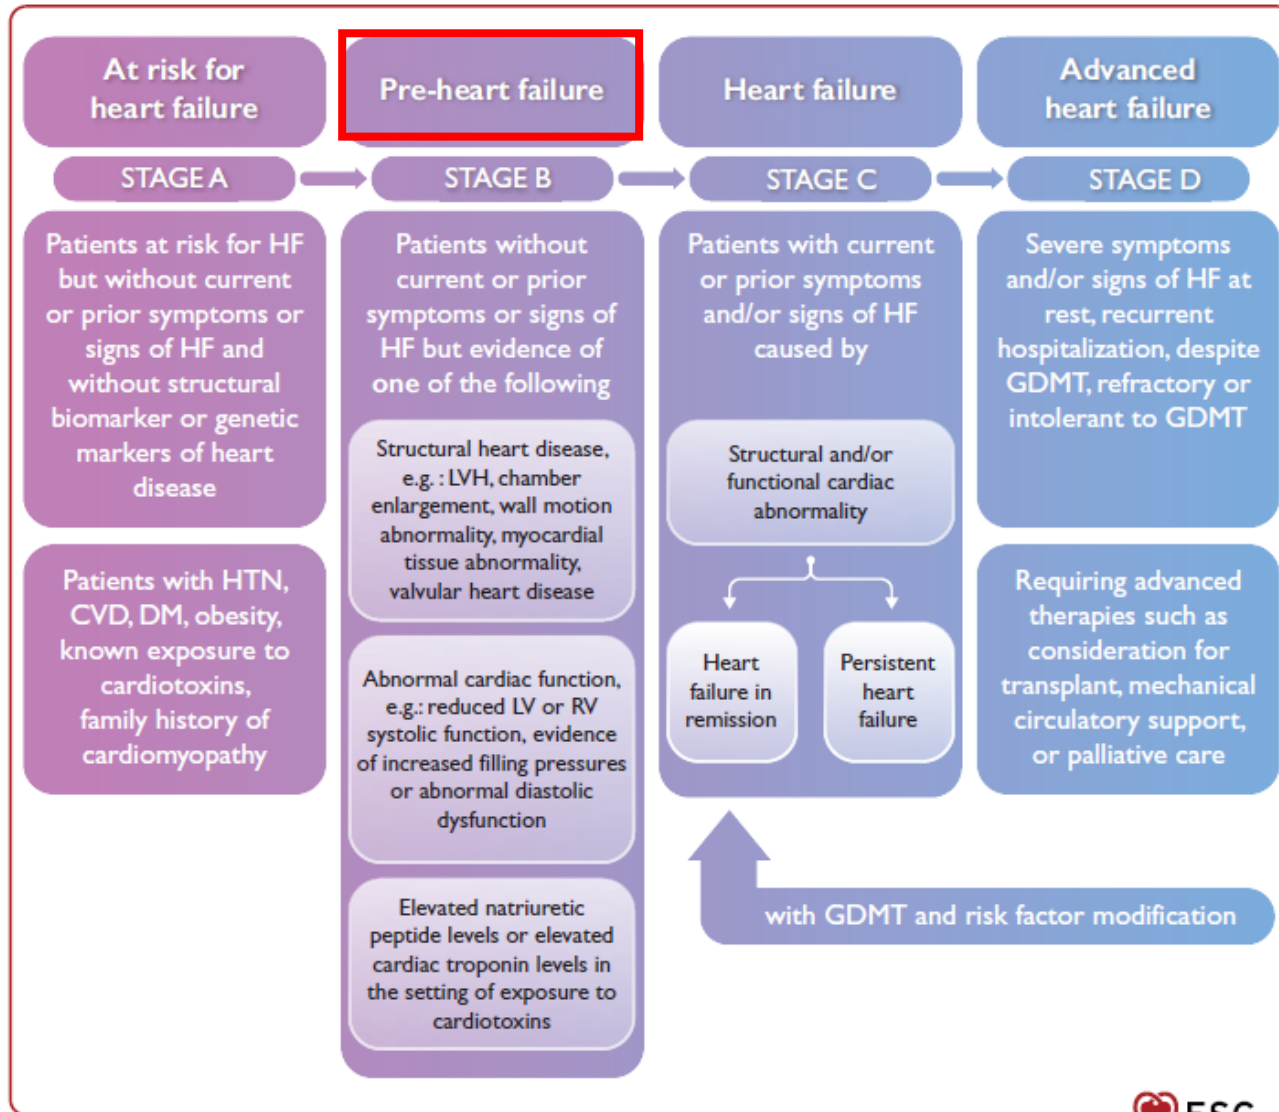 At risk for
heart failure
Pre-heart failure
Heart failure
Advanced
heart failure
STAGE A
STAGE B
STAGE C
STAGE D
Patients at risk for HF
but without current
or prior symptoms or
signs of HF and
without structural
biomarker or genetic
markers of heart
disease
Patients with HTN,
CVD, DM, obesity,
known exposure to
cardiotoxins,
family history of
cardiomyopathy
Patients without
current or prior
symptoms or signs of
HF but evidence of
one of the following
Structural heart disease,
e.g. : LVH, chamber
enlargement, wall motion
abnormality, myocardial
tissue abnormality,
valvular heart disease
Abnormal cardiac function,
e.g.: reduced LV or RV
systolic function, evidence
of increased filling pressures
or abnormal diastolic
dysfunction
Elevated natriuretic
peptide levels or elevated
cardiac troponin levels in
the setting of exposure to
cardiotoxins
Patients with current
or prior symptoms
and/or signs of HF
caused by
Structural and/or
functional cardiac
abnormality
Heart
failure in
remission
Persistent
heart
failure
Severe symptoms
and/or signs of HF at
rest, recurrent
hospitalization, despite
GDMT, refractory or
intolerant to GDMT
Requiring advanced
therapies such as
consideration for
transplant, mechanical
circulatory support,
or palliative care
with GDMT and risk factor modification
ESC